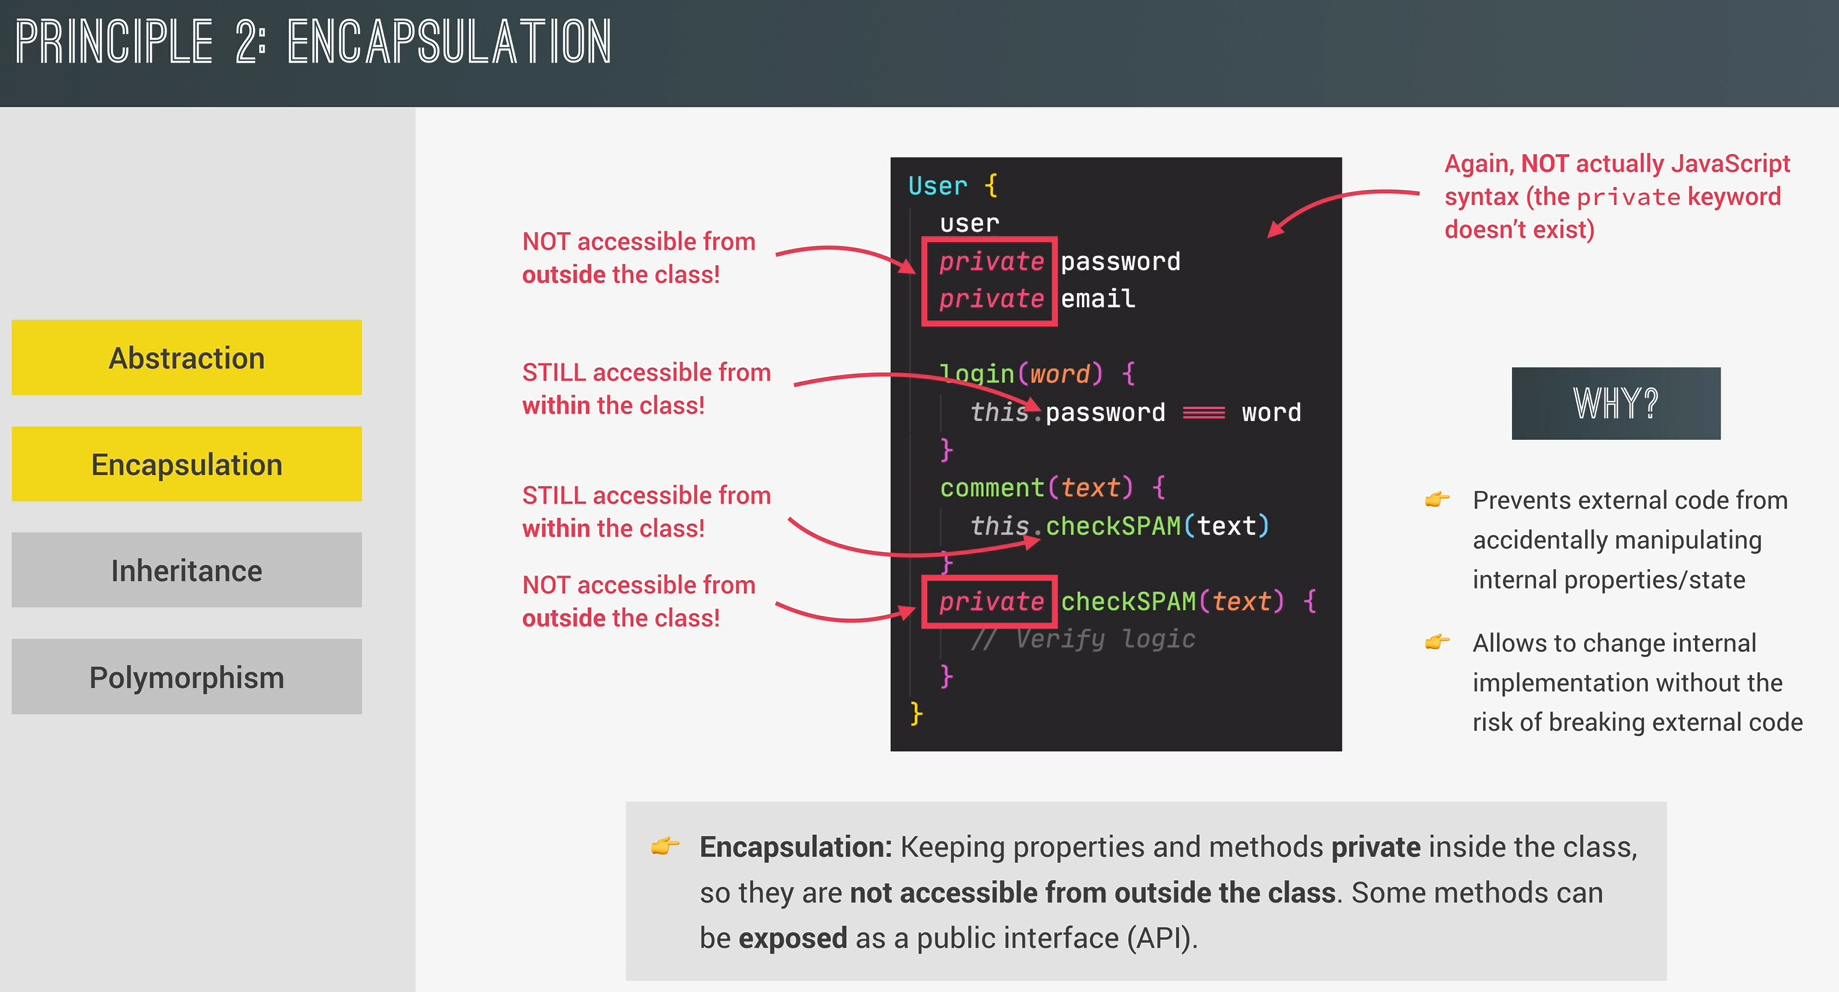 PRINCIPLE 2: ENCAPSULATION
Abstraction
Encapsulation
Inheritance
Polymorphism
NOT accessible from
outside the class!
STILL accessible from
within the class!
STILL accessible from
within the class!
NOT accessible from
outside the class!
User {
user
private password
private email
login(word) {
this.password === word
}
comment(text) {
this.checkSPAM(text)
}
private checkSPAM(text) {
// Verify logic
}
}
Again, NOT actually JavaScript
syntax (the private keyword
doesn’t exist)
WHY?
👉 Prevents external code from
accidentally manipulating
internal properties/state
👉 Allows to change internal
implementation without the
risk of breaking external code
👉 Encapsulation: Keeping properties and methods private inside the class,
so they are not accessible from outside the class. Some methods can
be exposed as a public interface (API).